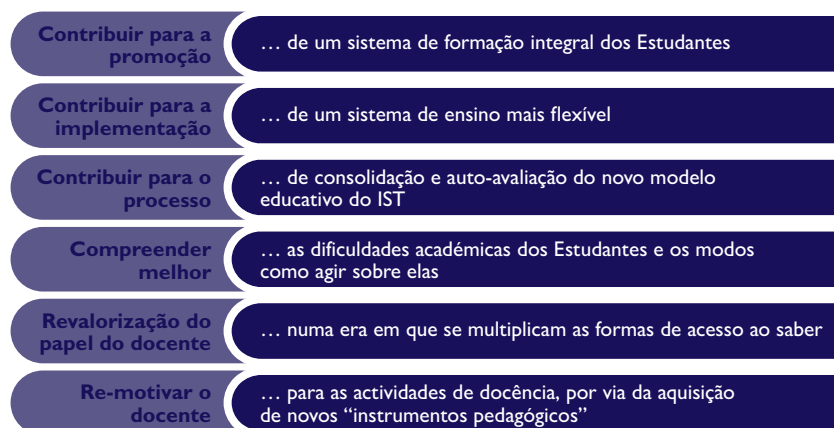 Contribuir para a
promoção
… de um sistema de formação integral dos Estudantes
Contribuir para a
implementação
… de um sistema de ensino mais flexível
Contribuir para o
processo
… de consolidação e auto-avaliação do novo modelo
educativo do IST
Compreender
melhor
… as dificuldades académicas dos Estudantes e os modos
como agir sobre elas
Revalorização do
papel do docente
… numa era em que se multiplicam as formas de acesso ao saber
Re-motivar o
docente
… para as actividades de docência, por via da aquisição
de novos “instrumentos pedagógicos”